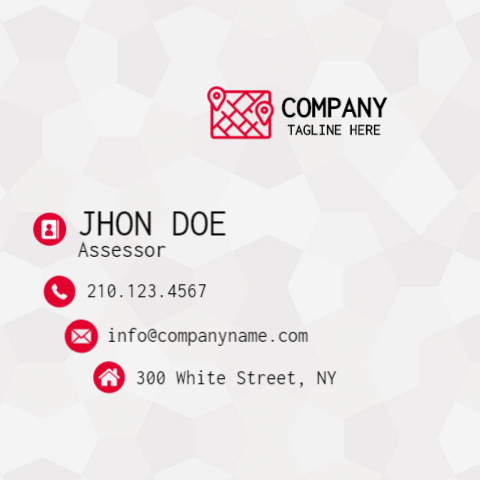 COMPANY
TAGLINE HERE
JHON DOE
Assessor
210.123.4567
info@companyname.com
300 White Street, NY